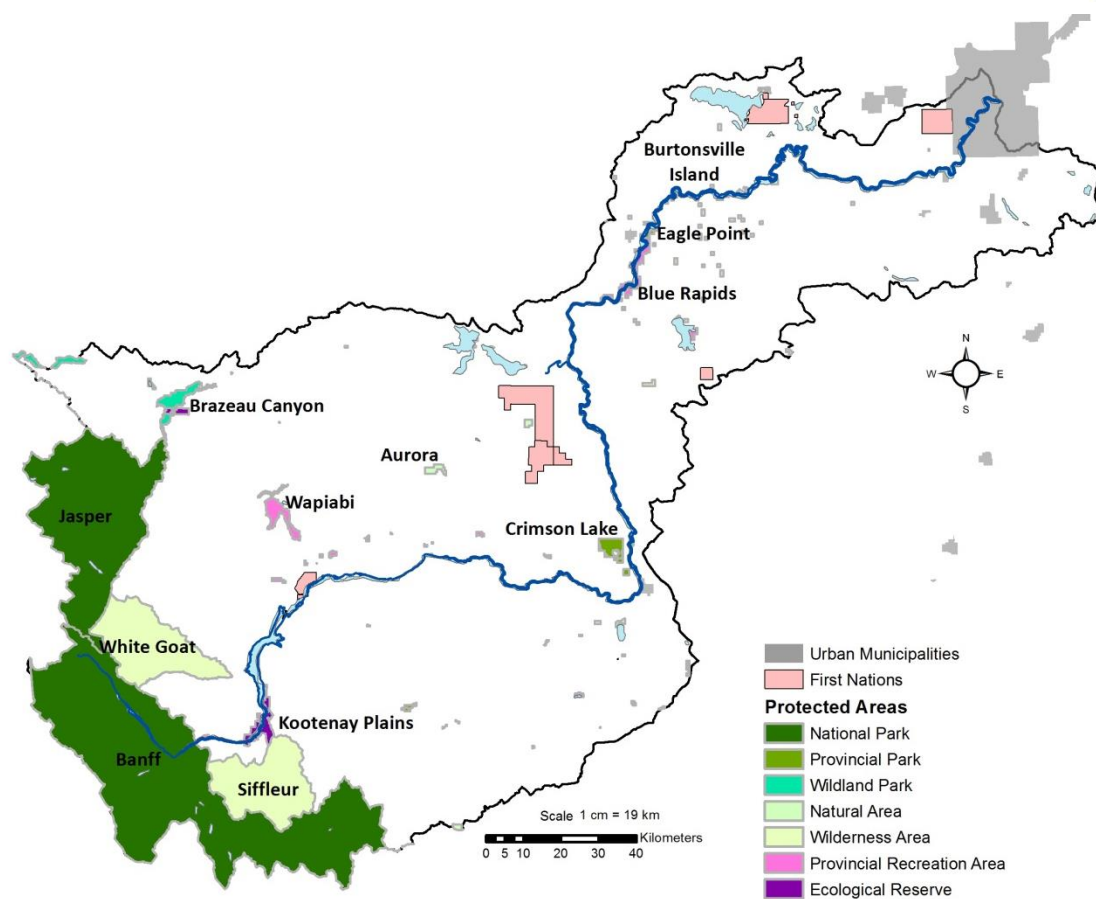 Burtonsville
Island
Eagle Point
Blue Rapids
N
W
E
S
Brazeau Canyon
Aurora
Wapiabi
Jasper
Crimson Lake
White Goat
Kootenay Plains
Banff
Siffleur
Scale 1 cm = 19 km
Kilometers
0 5 10 20 30 40
Urban Municipalities
First Nations
Protected Areas
National Park
Provincial Park
Wildland Park
Natural Area
Wilderness Area
Provincial Recreation Area
Ecological Reserve